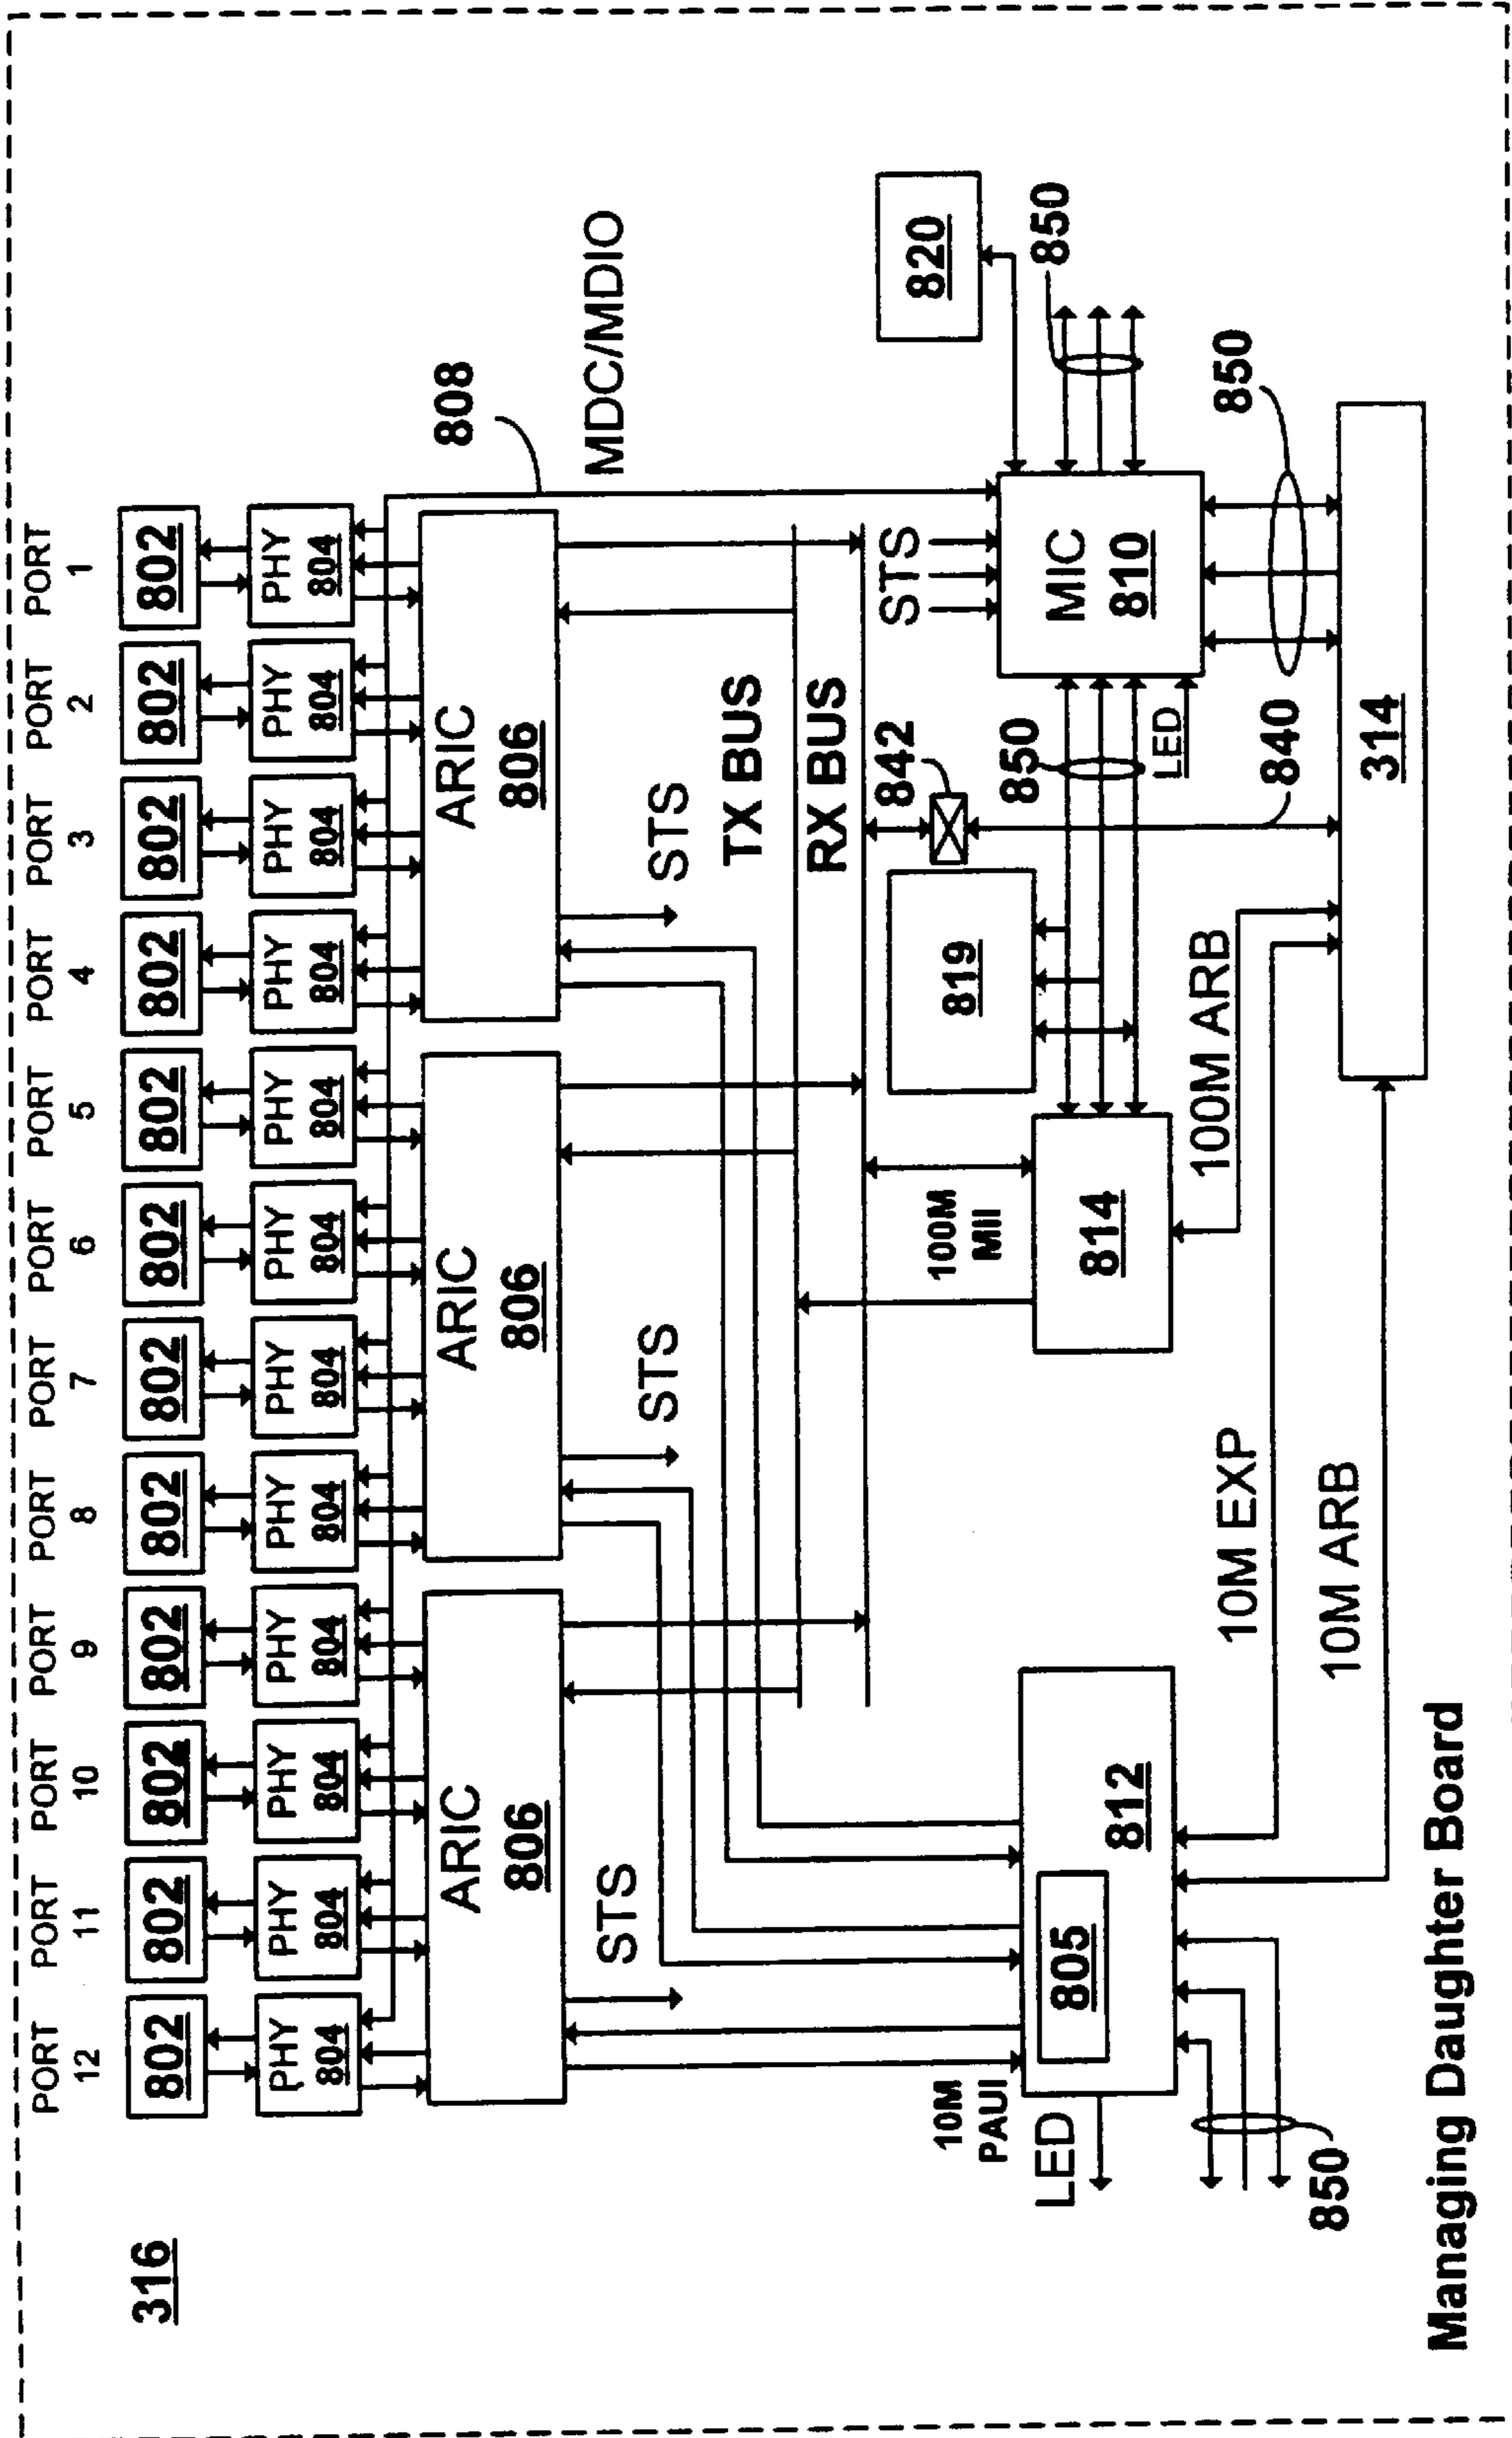 316
PORT 12
PORT 11
PORT 10
PORT 9
PORT 8
PORT 7
PORT 6
PORT 5
PORT 4
PORT 3
PORT 2
PORT 1
802 802 802 802 802 802 802 802 802 802 802 802
PHY PHY PHY PHY PHY PHY PHY PHY PHY PHY PHY PHY
804 804 804 804 804 804 804 804 804 804 804 804
808
ARIC ARIC ARIC
806 806 806
MDC/MDIO
STS STS STS
TX BUS
RX BUS
10M
PAUI
LED
805
812
100M
MII
814
819
842
STS
820
850
850
MIC
810
LED
850
850
100M ARB
10M EXP
10M ARB
840
314
Managing Daughter Board